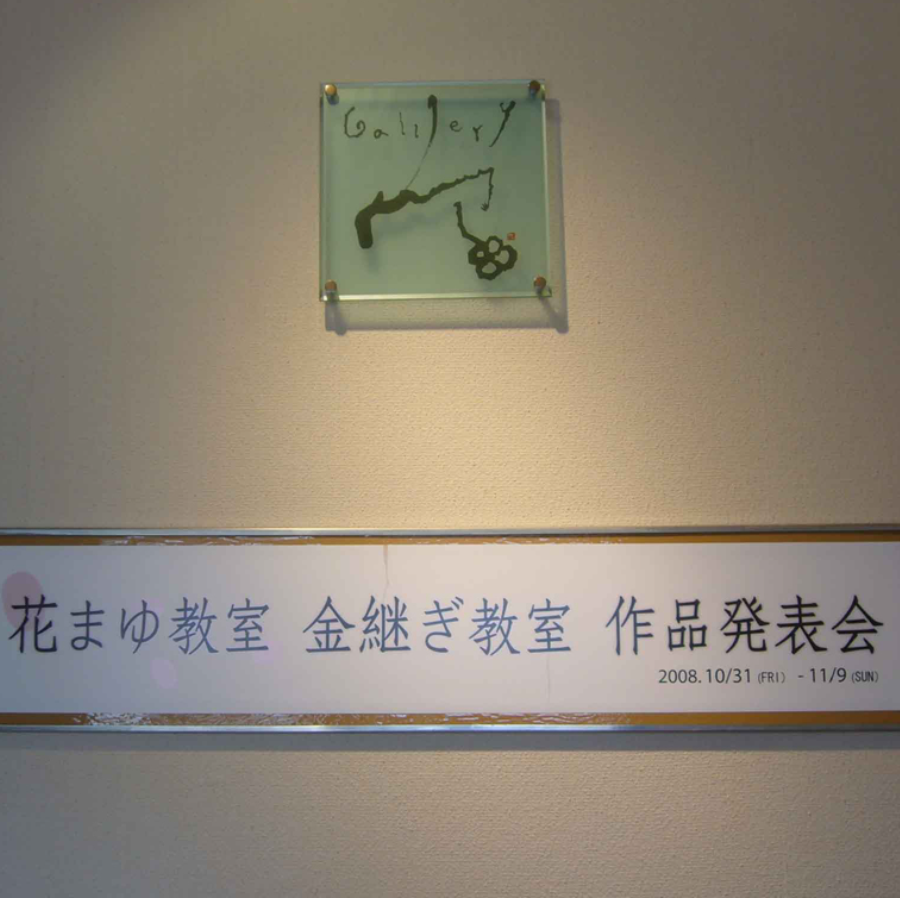 Gallery
花まゆ教室 金継ぎ教室 作品発表会
2008.10/31 (FRI) - 11/9 (SUN)